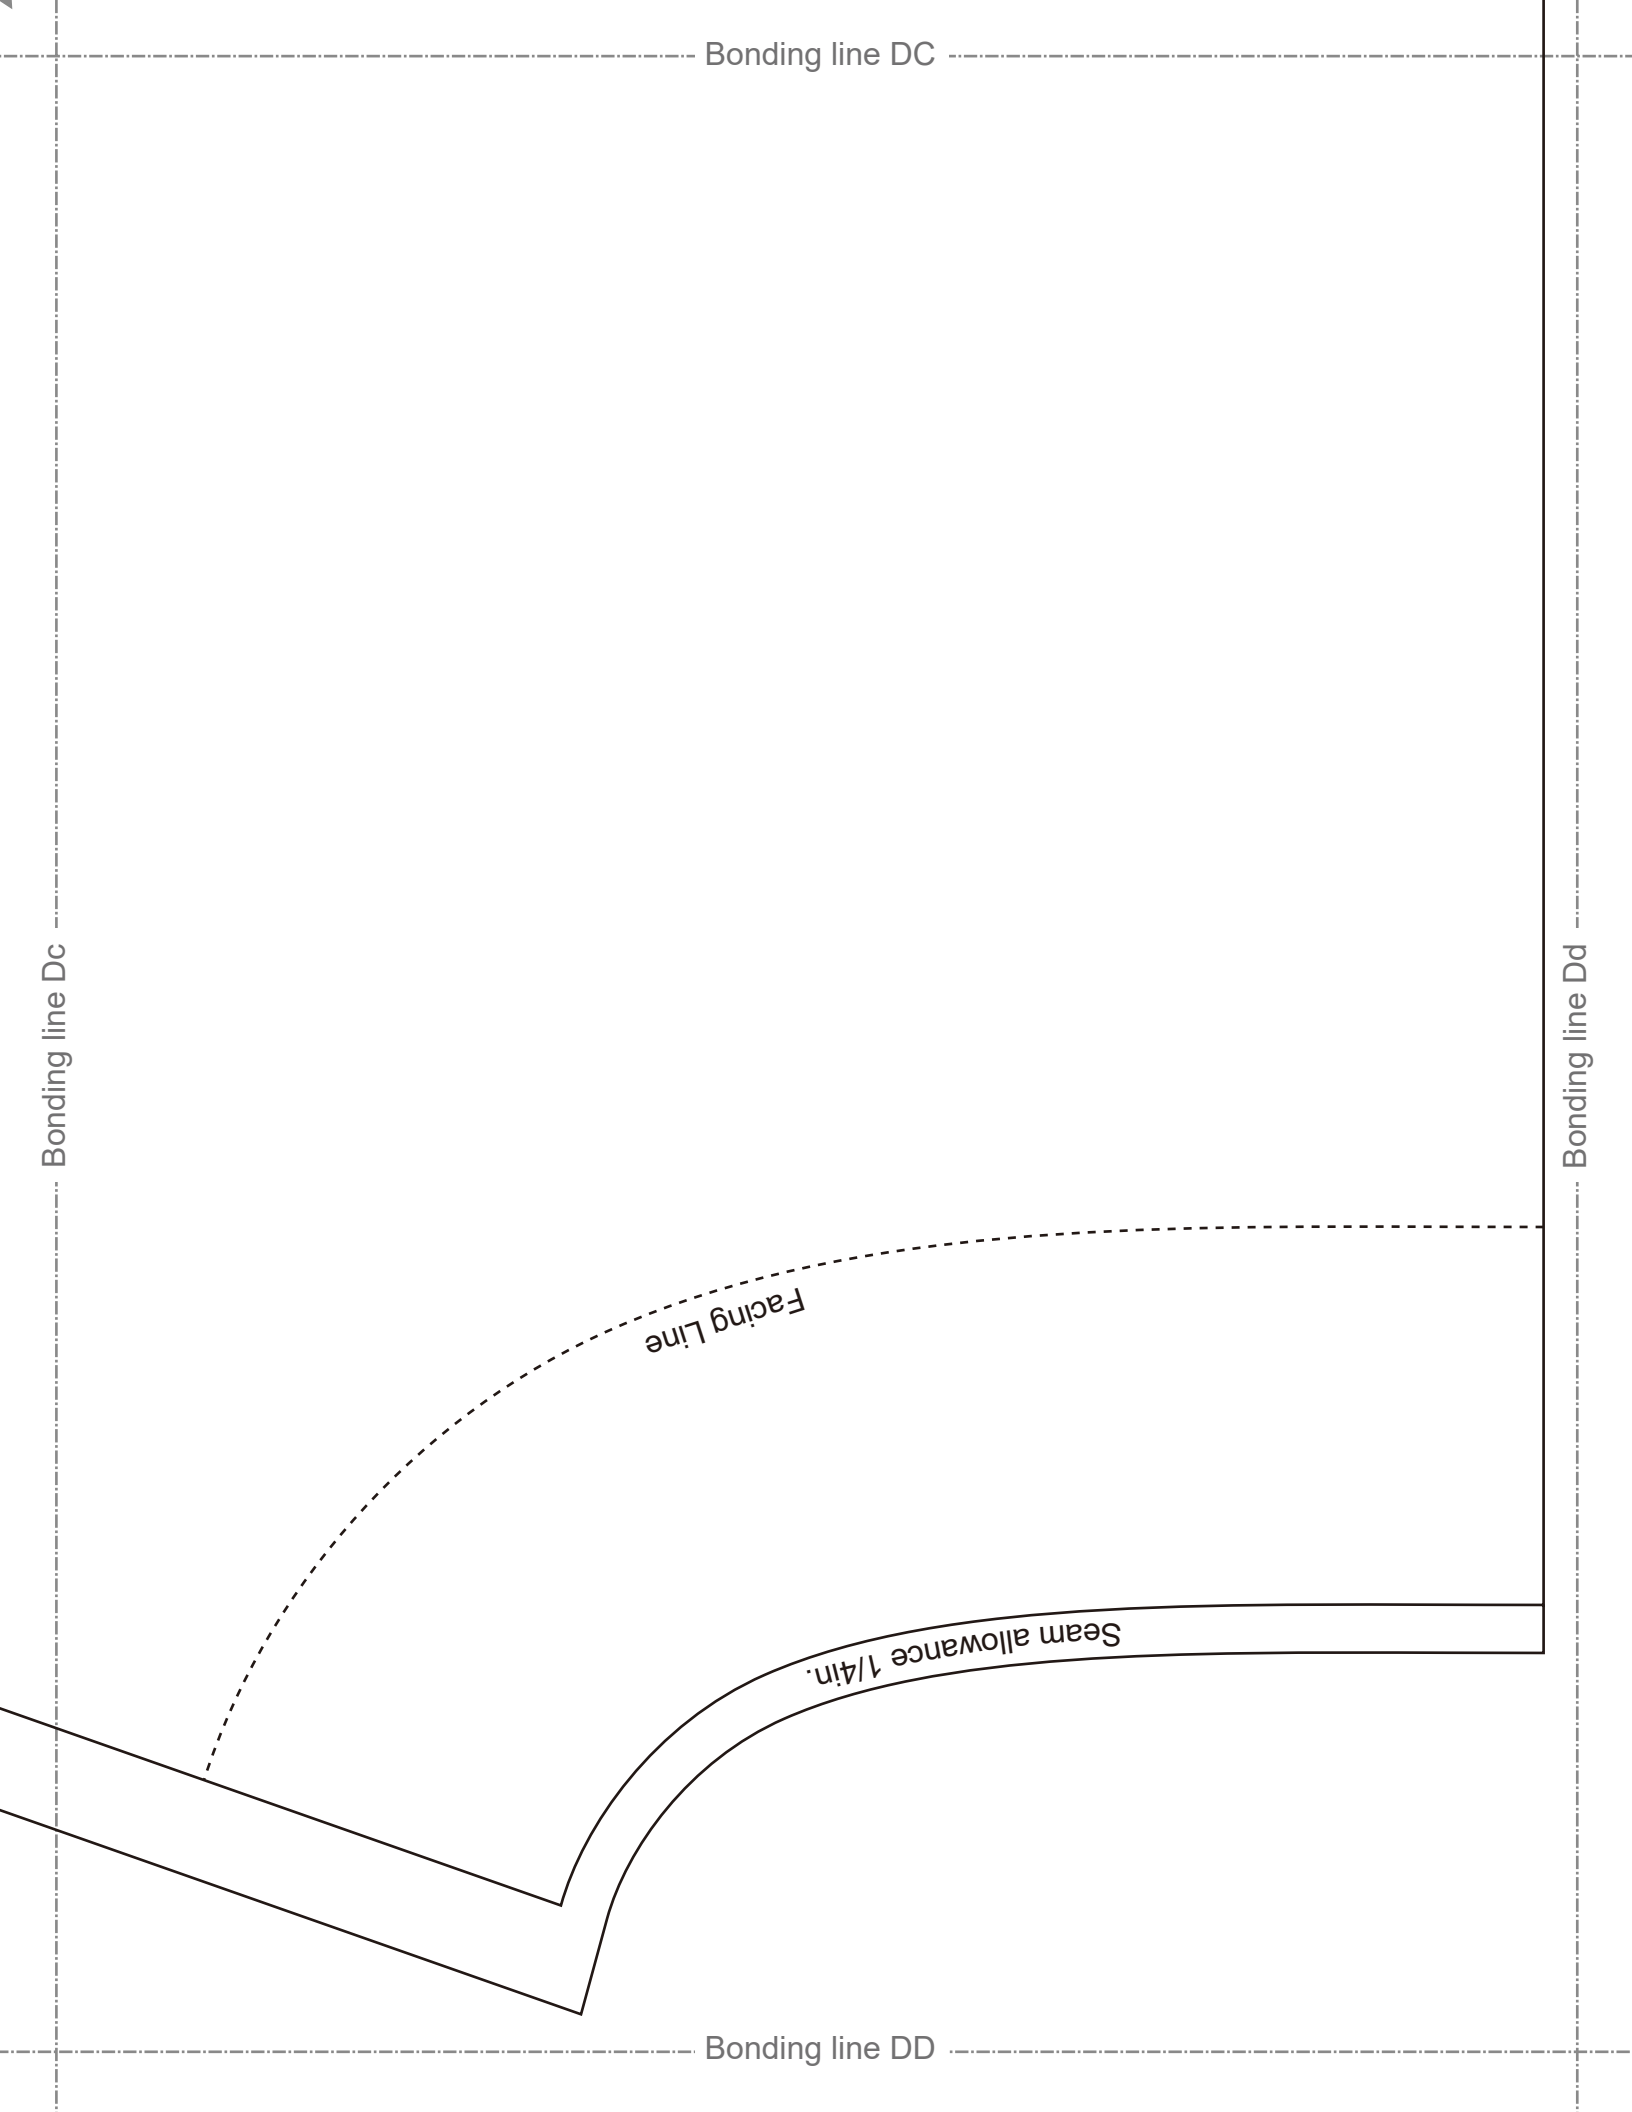 Bonding line DC
Bonding line Dc
Bonding line Dd
Facing Line
Seam allowance 1/4in.
Bonding line DD